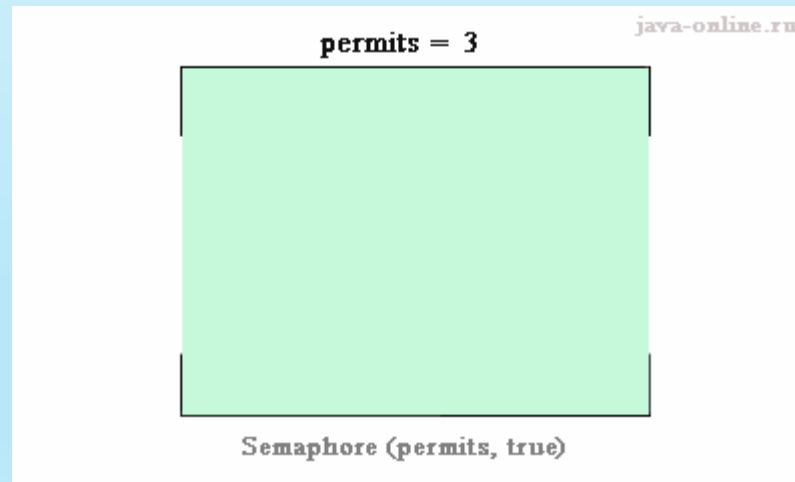 java-online.ru
permits = 3
Semaphore (permits, true)